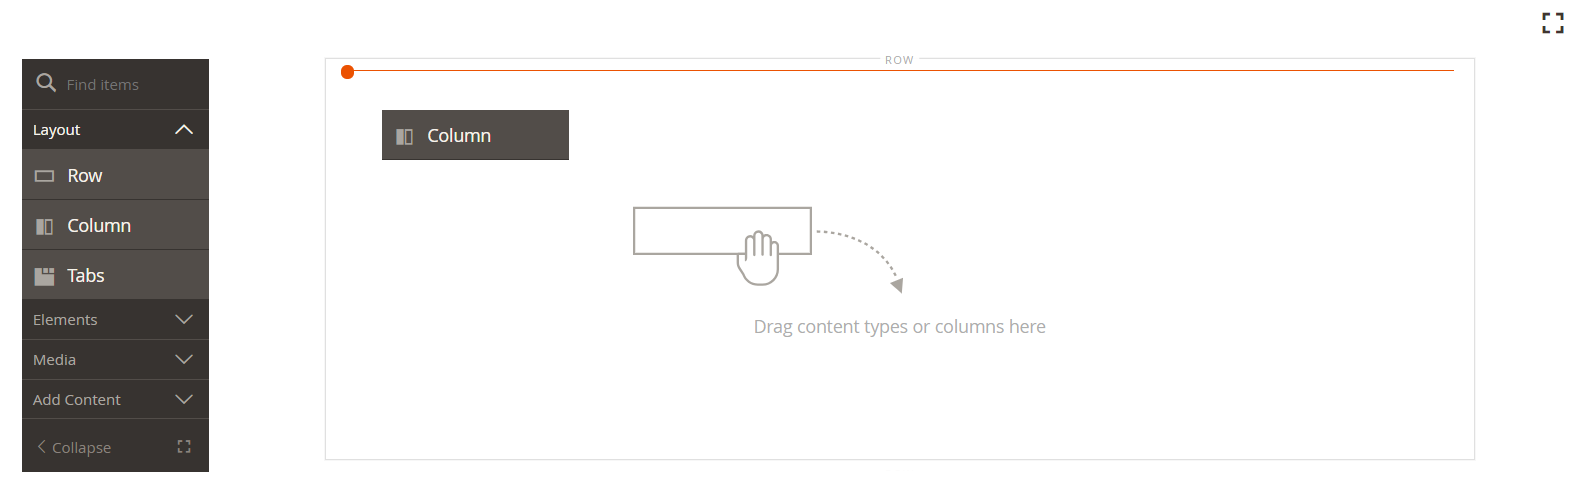 Find items
Layout
Row
Column
Tabs
Elements
Media
Add Content
Collapse
ROW
Column
Drag content types or columns here